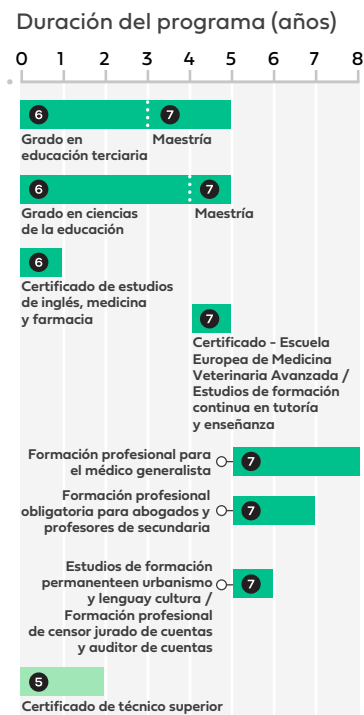 Duración del programa (años)
0 1 2 3 4 5 6 7 8
6 7
Grado en Maestría
educación terciaria
6 7
Grado en ciencias Maestría
de la educación
6
Certificado de estudios
de inglés, medicina
y farmacia
7
Certificado - Escuela
Europea de Medicina
Veterinaria Avanzada /
Estudios de formación
continua en tutoría
y enseñanza
Formación profesional para
el médico generalista
7
Formación profesional
obligatoria para abogados y
profesores de secundaria
7
Estudios de formación
permanenteen urbanismo
y lenguay cultura /
Formación profesional
de censor jurado de cuentas
y auditor de cuentas
7
5
Certificado de técnico superior